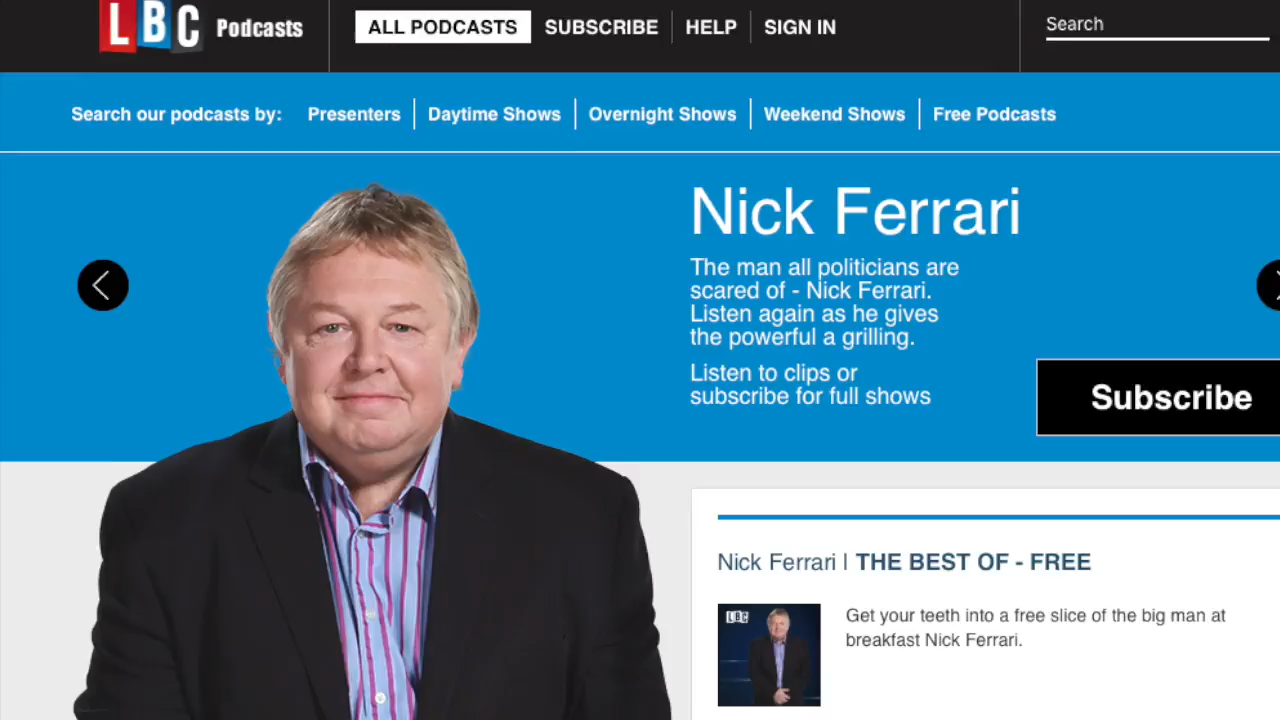 LBC Podcasts
ALL PODCASTS
SUBSCRIBE
HELP
SIGN IN
Search
Search our podcasts by:
Presenters
Daytime Shows
Overnight Shows
Weekend Shows
Free Podcasts
Nick Ferrari
The man all politicians are
scared of - Nick Ferrari.
Listen again as he gives
the powerful a grilling.
Listen to clips or
subscribe for full shows
Subscribe
Nick Ferrari | THE BEST OF - FREE
LBC
Get your teeth into a free slice of the big man at
breakfast Nick Ferrari.